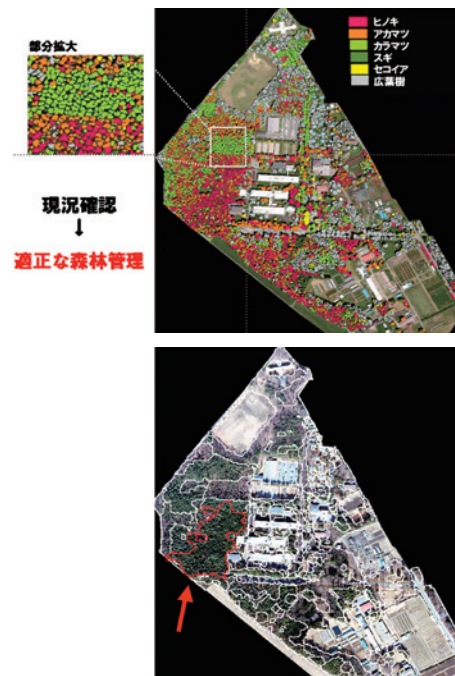 部分拡大
ヒノキ
アカマツ
カラマツ
スギ
セコイア
広葉樹
現況確認
↓
適正な森林管理